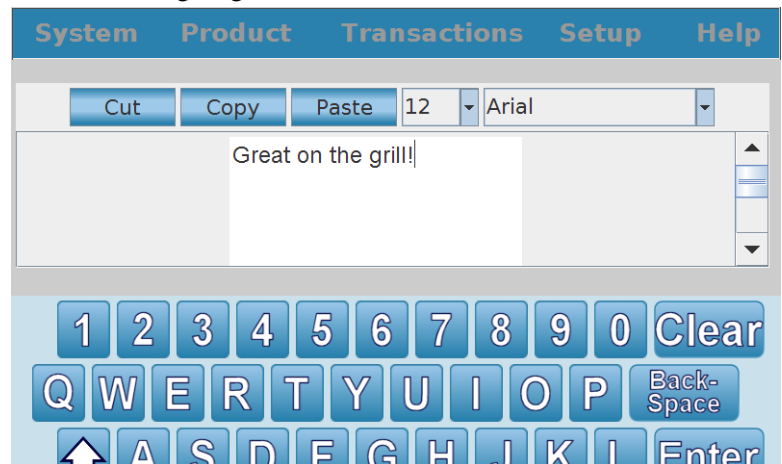 System Product Transactions Setup Help
Cut Copy Paste 12 Arial
Great on the grill!
1 2 3 4 5 6 7 8 9 0 Clear
Q W E R T Y U I O P Back-
Space
A S D F G H J K L Enter